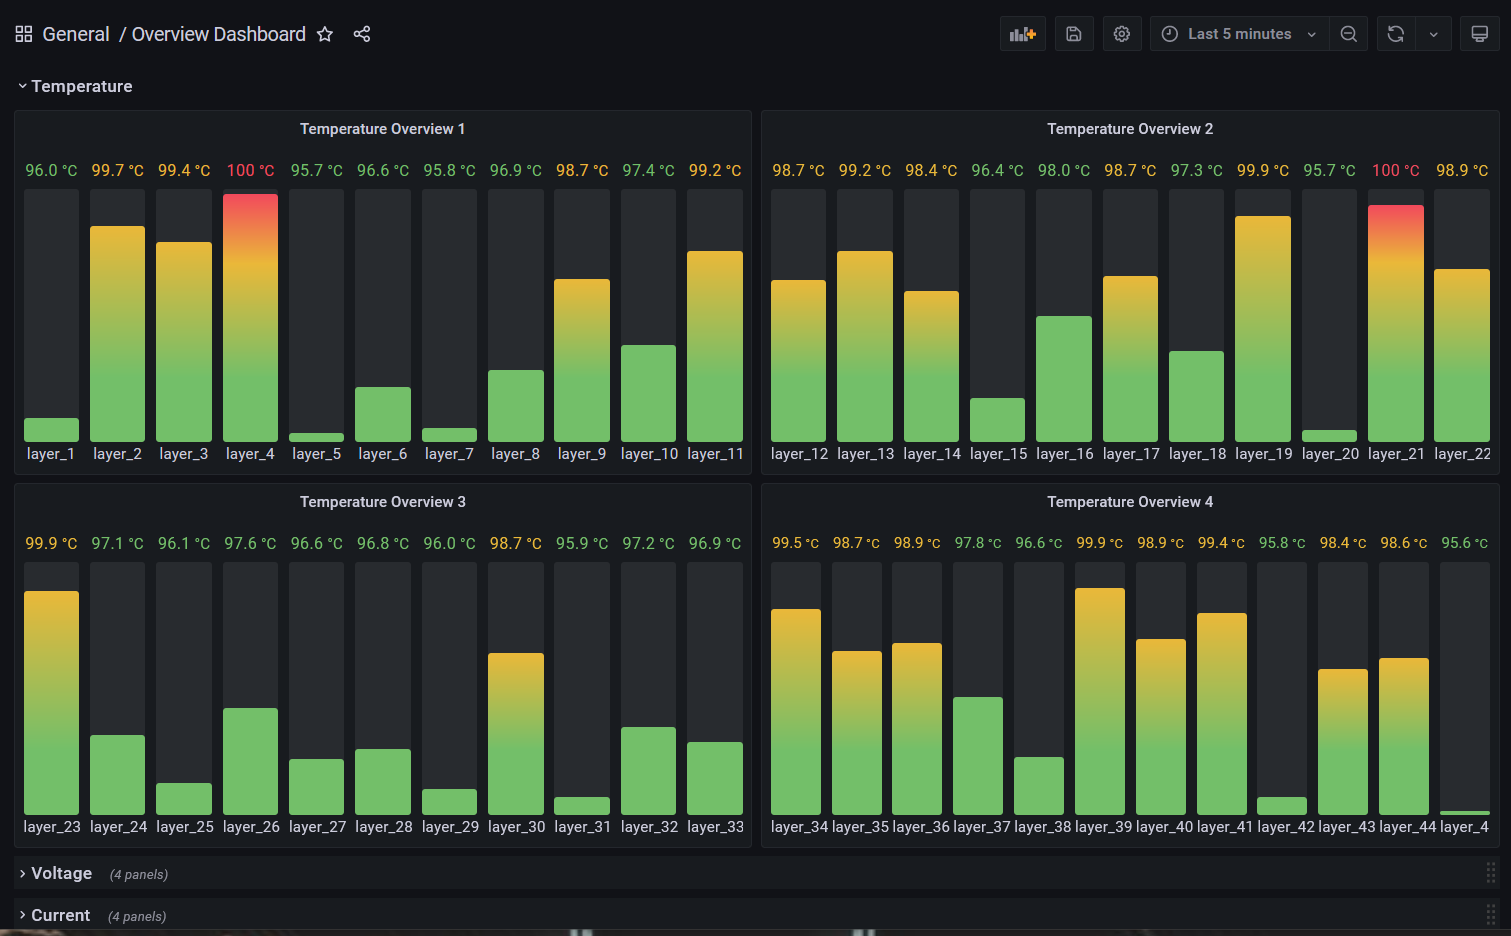 General / Overview Dashboard
Last 5 minutes
Temperature
Temperature Overview 1
96.0 °C 99.7 °C 99.4 °C 100 °C 95.7 °C 96.6 °C 95.8 °C 96.9 °C 98.7 °C 97.4 °C 99.2 °C
layer_1 layer_2 layer_3 layer_4 layer_5 layer_6 layer_7 layer_8 layer_9 layer_10 layer_11
Temperature Overview 2
98.7 °C 99.2 °C 98.4 °C 96.4 °C 98.0 °C 98.7 °C 97.3 °C 99.9 °C 95.7 °C 100 °C 98.9 °C
layer_12 layer_13 layer_14 layer_15 layer_16 layer_17 layer_18 layer_19 layer_20 layer_21 layer_22
Temperature Overview 3
99.9 °C 97.1 °C 96.1 °C 97.6 °C 96.6 °C 96.8 °C 96.0 °C 98.7 °C 95.9 °C 97.2 °C 96.9 °C
layer_23 layer_24 layer_25 layer_26 layer_27 layer_28 layer_29 layer_30 layer_31 layer_32 layer_33
Temperature Overview 4
99.5 °C 98.7 °C 98.9 °C 97.8 °C 96.6 °C 99.9 °C 98.9 °C 99.4 °C 95.8 °C 98.4 °C 98.6 °C 95.6 °C
layer_34 layer_35 layer_36 layer_37 layer_38 layer_39 layer_40 layer_41 layer_42 layer_43 layer_44 layer_4
Voltage (4 panels)
Current (4 panels)